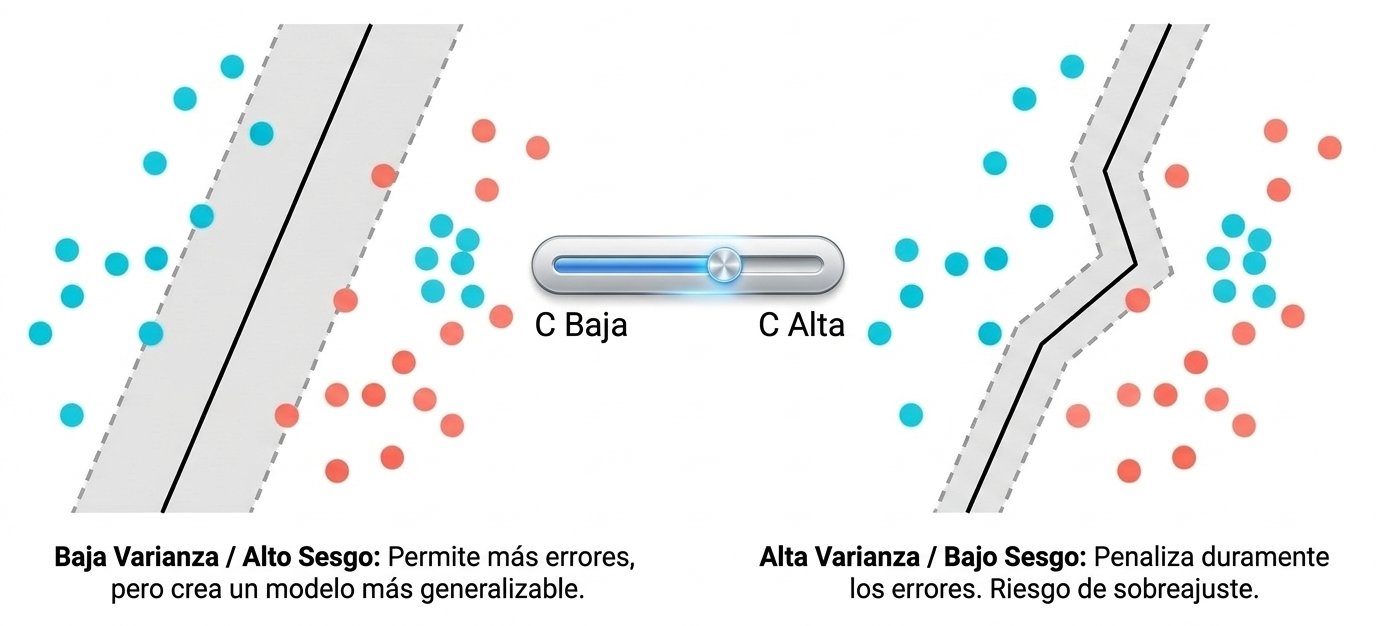 C Baja
C Alta
Baja Varianza / Alto Sesgo: Permite más errores,
pero crea un modelo más generalizable.
Alta Varianza / Bajo Sesgo: Penaliza duramente
los errores. Riesgo de sobreajuste.